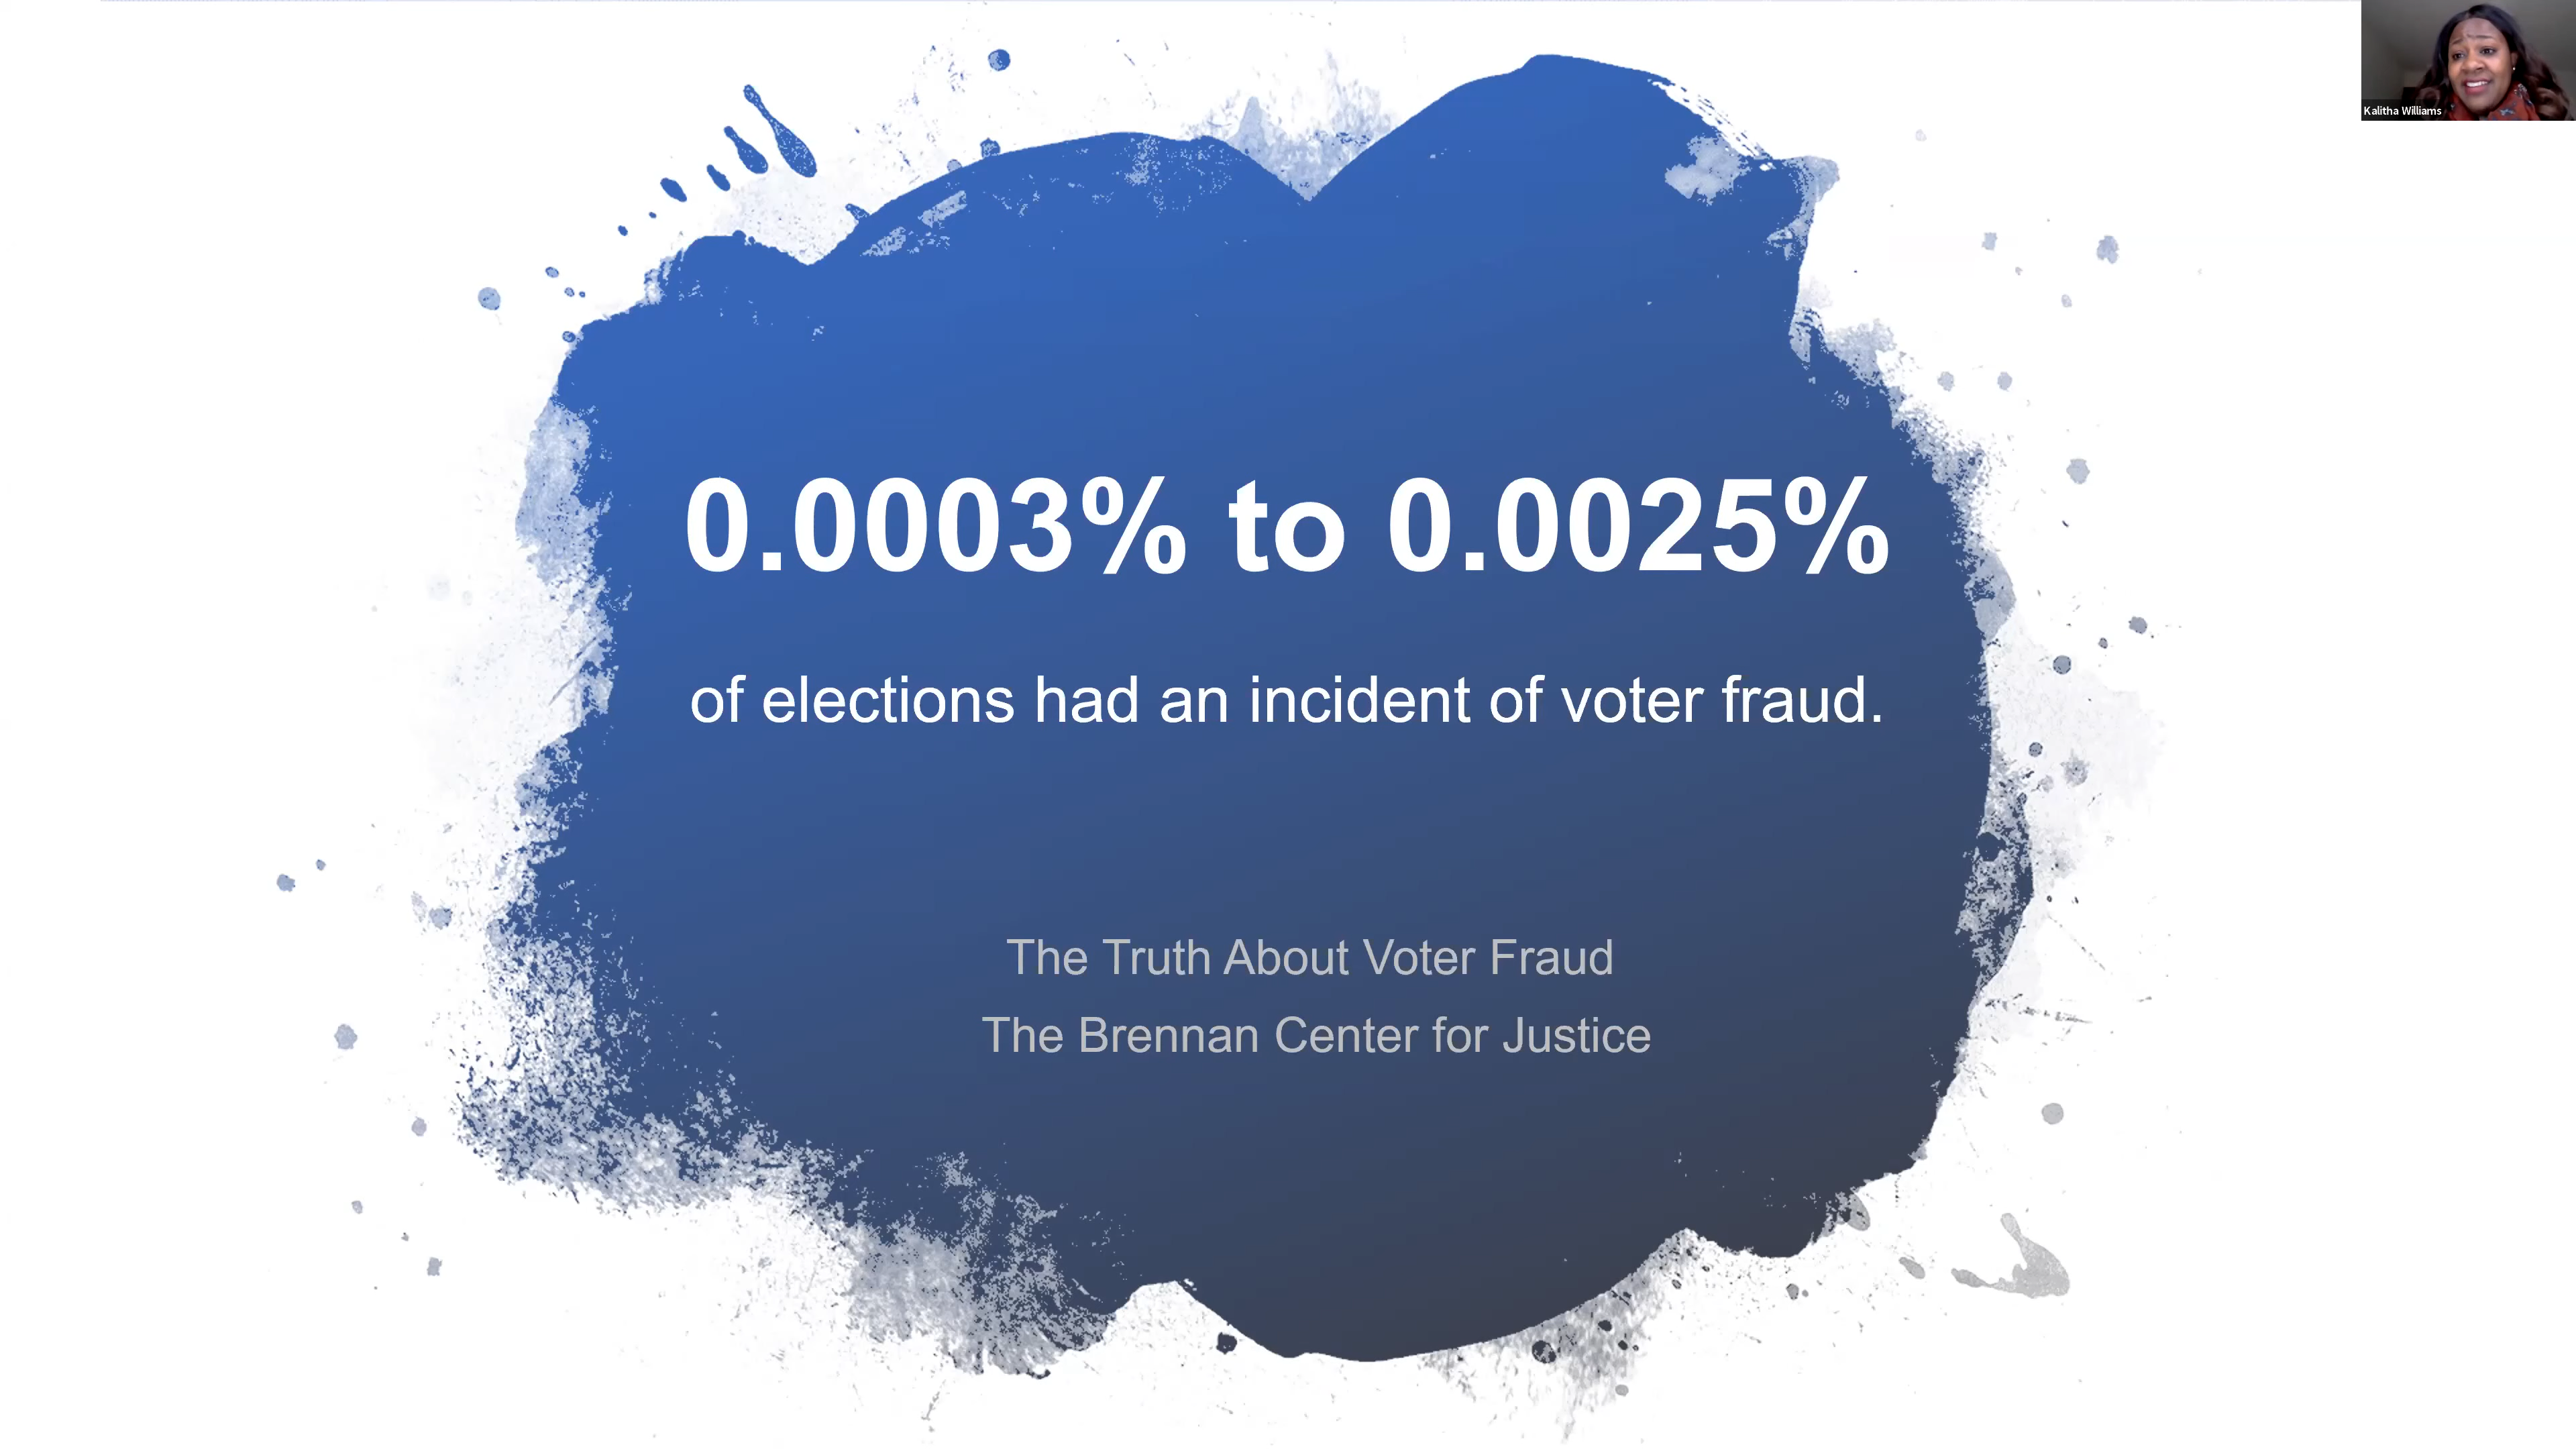 Kalitha Williams
0.0003% to 0.0025%
of elections had an incident of voter fraud.
The Truth About Voter Fraud
The Brennan Center for Justice